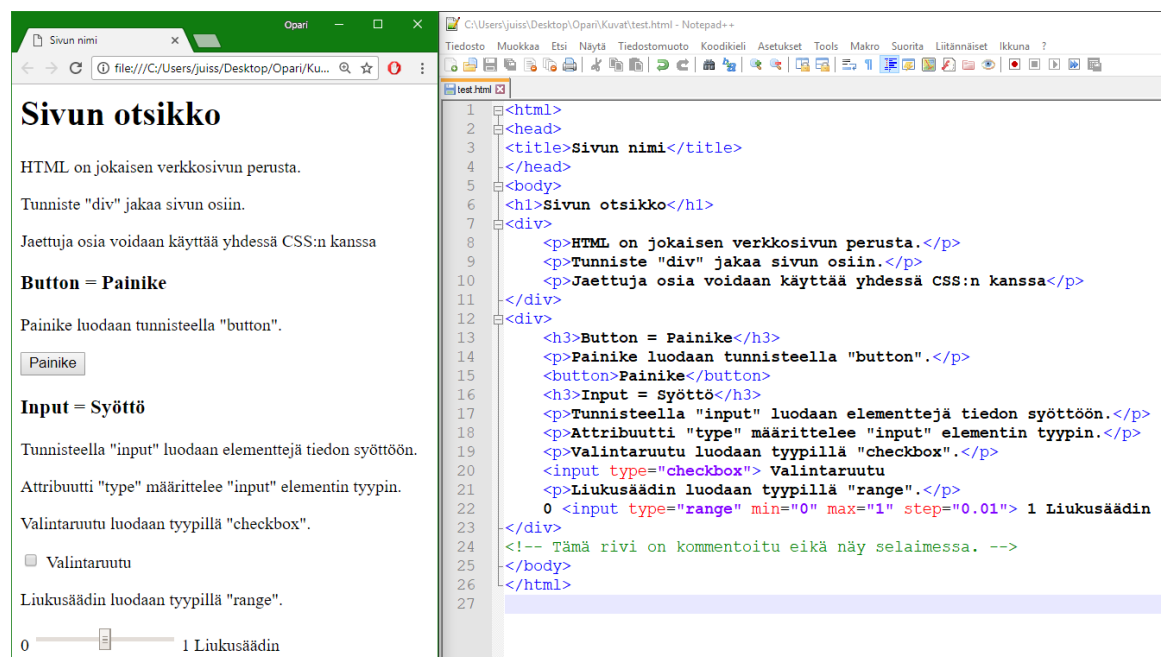 Opari
Sivun nimi
file:///C:/Users/juiss/Desktop/Opari/Ku...
Sivun otsikko
HTML on jokaisen verkkosivun perusta.
Tunniste "div" jakaa sivun osiin.
Jaettuja osia voidaan käyttää yhdessä CSS:n kanssa
Button = Painike
Painike luodaan tunnisteella "button".
Painike
Input = Syöttö
Tunnisteella "input" luodaan elementtejä tiedon syöttöön.
Attribuutti "type" määrittelee "input" elementin tyypin.
Valintaruutu luodaan tyypillä "checkbox".
Valintaruutu
Liukusäädin luodaan tyypillä "range".
0 1 Liukusäädin
C:\Users\juiss\Desktop\Opari\Kuvat\test.html - Notepad++
Tiedosto Muokkaa Etsi Näytä Tiedostomuoto Koodikieli Asetukset Tools Makro Suorita Liitännäiset Ikkuna ?
test.html
1 <html>
2 <head>
3 <title>Sivun nimi</title>
4 </head>
5 <body>
6 <h1>Sivun otsikko</h1>
7 <div>
8 <p>HTML on jokaisen verkkosivun perusta.</p>
9 <p>Tunniste "div" jakaa sivun osiin.</p>
10 <p>Jaettuja osia voidaan käyttää yhdessä CSS:n kanssa</p>
11 </div>
12 <div>
13 <h3>Button = Painike</h3>
14 <p>Painike luodaan tunnisteella "button".</p>
15 <button>Painike</button>
16 <h3>Input = Syöttö</h3>
17 <p>Tunnisteella "input" luodaan elementtejä tiedon syöttöön.</p>
18 <p>Attribuutti "type" määrittelee "input" elementin tyypin.</p>
19 <p>Valintaruutu luodaan tyypillä "checkbox".</p>
20 <input type="checkbox"> Valintaruutu
21 <p>Liukusäädin luodaan tyypillä "range".</p>
22 0 <input type="range" min="0" max="1" step="0.01"> 1 Liukusäädin
23 </div>
24 <!-- Tämä rivi on kommentoitu eikä näy selaimessa. -->
25 </body>
26 </html>
27